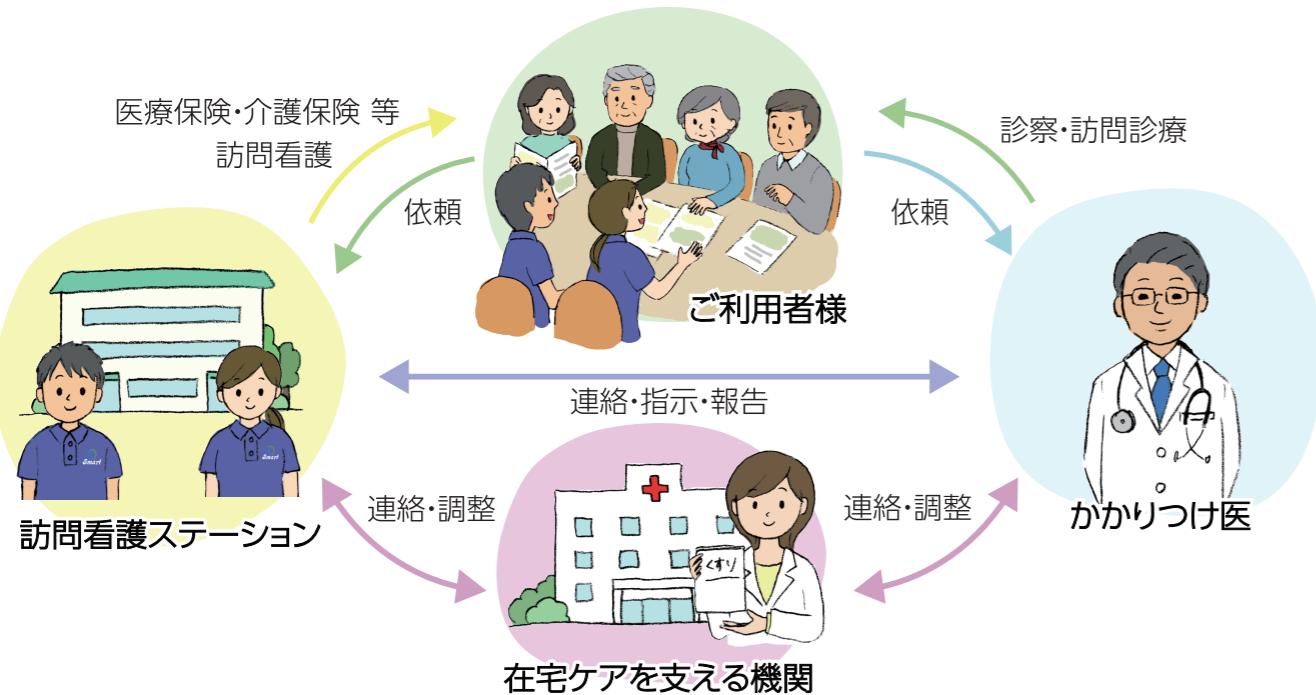 医療保険・介護保険 等
訪問看護
依頼
ご利用者様
依頼
診察・訪問診療
連絡・指示・報告
Smart
Smart
訪問看護ステーション
連絡・調整
くすり
連絡・調整
かかりつけ医
在宅ケアを支える機関